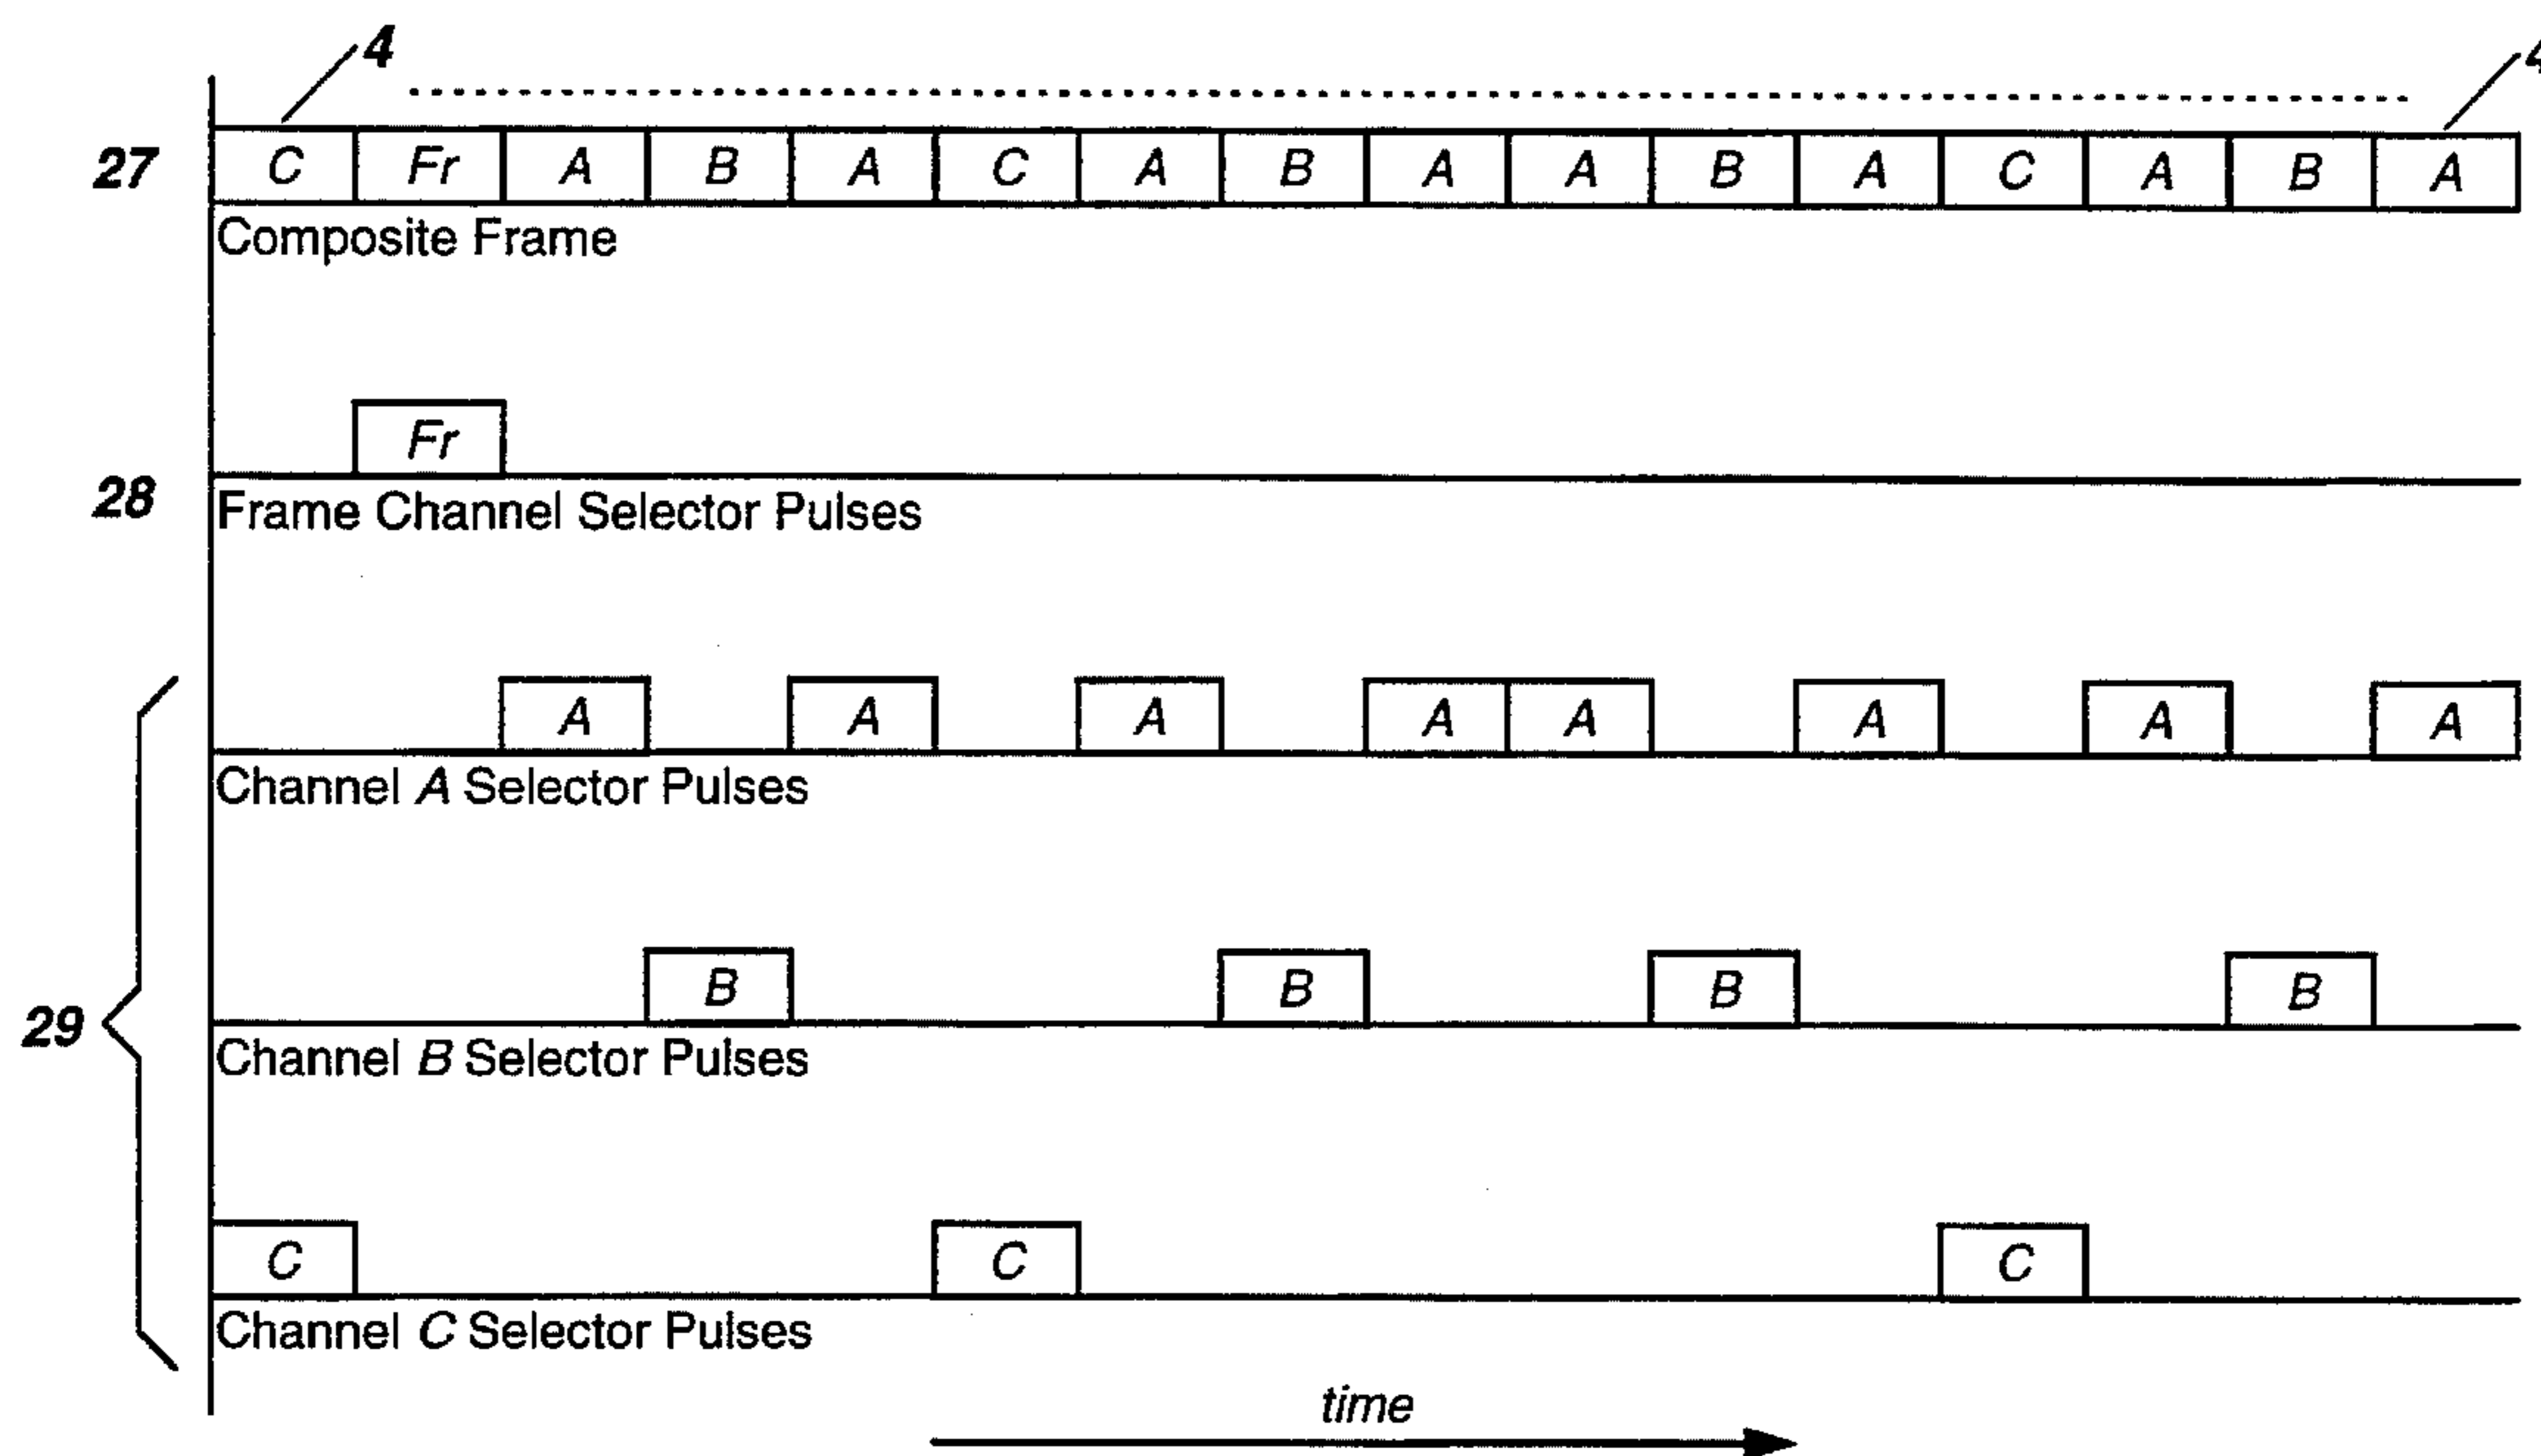 4 4
27 C Fr A B A C A B A A B A C A B A
Composite Frame
Fr
28
Frame Channel Selector Pulses
A A A A A A A A
Channel A Selector Pulses
B B B B
29
Channel B Selector Pulses
C C C
Channel C Selector Pulses
time